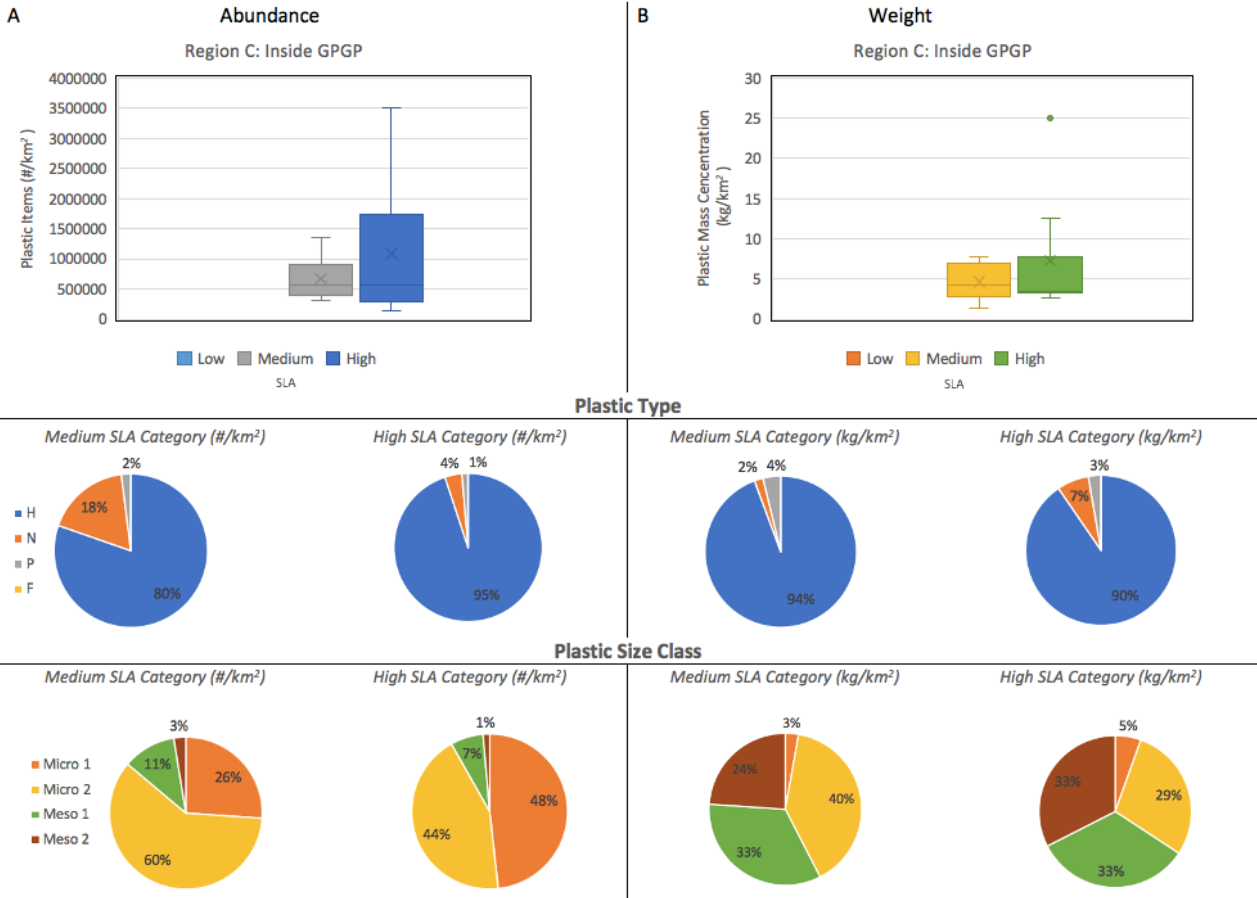 A
Abundance
Region C: Inside GPGP
Plastic Items (#/km²)
4000000
3500000
3000000
2500000
2000000
1500000
1000000
500000
0
Low Medium High
SLA
B
Weight
Region C: Inside GPGP
Plastic Mass Cencentration
(kg/km²)
30
25
20
15
10
5
0
Low Medium High
SLA
Plastic Type
Medium SLA Category (#/km²)
2%
18%
80%
H
N
P
F
High SLA Category (#/km²)
4% 1%
95%
Medium SLA Category (kg/km²)
2% 4%
94%
High SLA Category (kg/km²)
3%
7%
90%
Plastic Size Class
Medium SLA Category (#/km²)
3%
11%
26%
60%
Micro 1
Micro 2
Meso 1
Meso 2
High SLA Category (#/km²)
1%
7%
48%
44%
Medium SLA Category (kg/km²)
3%
24%
40%
33%
High SLA Category (kg/km²)
5%
33%
29%
33%